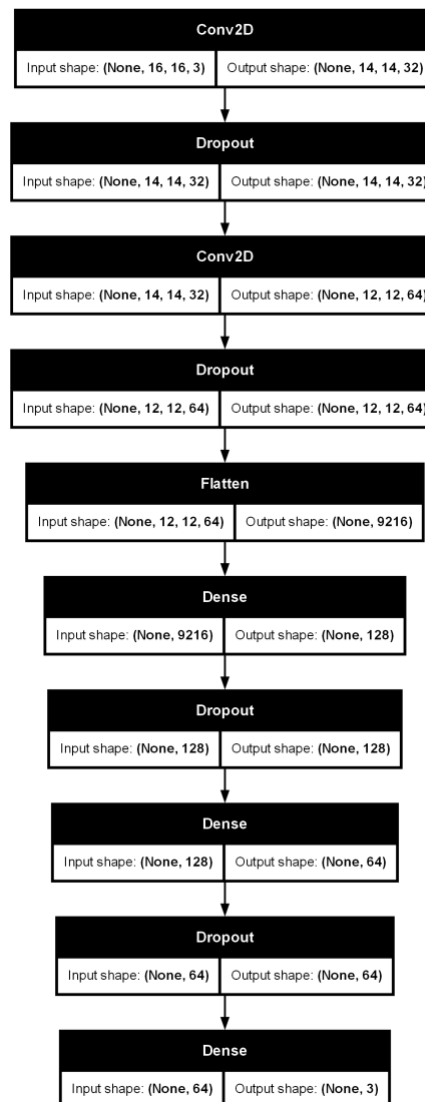 Conv2D
Input shape: (None, 16, 16, 3) Output shape: (None, 14, 14, 32)
Dropout
Input shape: (None, 14, 14, 32) Output shape: (None, 14, 14, 32)
Conv2D
Input shape: (None, 14, 14, 32) Output shape: (None, 12, 12, 64)
Dropout
Input shape: (None, 12, 12, 64) Output shape: (None, 12, 12, 64)
Flatten
Input shape: (None, 12, 12, 64) Output shape: (None, 9216)
Dense
Input shape: (None, 9216) Output shape: (None, 128)
Dropout
Input shape: (None, 128) Output shape: (None, 128)
Dense
Input shape: (None, 128) Output shape: (None, 64)
Dropout
Input shape: (None, 64) Output shape: (None, 64)
Dense
Input shape: (None, 64) Output shape: (None, 3)